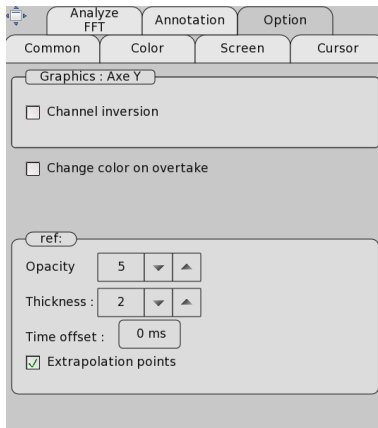 Analyze
FFT
Annotation
Option
Common
Color
Screen
Cursor
Graphics : Axe Y
Channel inversion
Change color on overtake
ref:
Opacity 5
Thickness : 2
Time offset : 0 ms
Extrapolation points